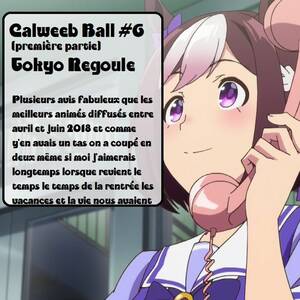 Calweeb Ball #6
(première partie)
Tokyo Regoule
Plusieurs avis fabuleux que les
meilleurs animés diffusés entre
avril et juin 2018 et comme
y'en avais un tas on a coupé en
deux même si moi j'aimerais
longtemps lorsque revient le
temps le temps de la rentrée les
vacances et la vie nous avaient